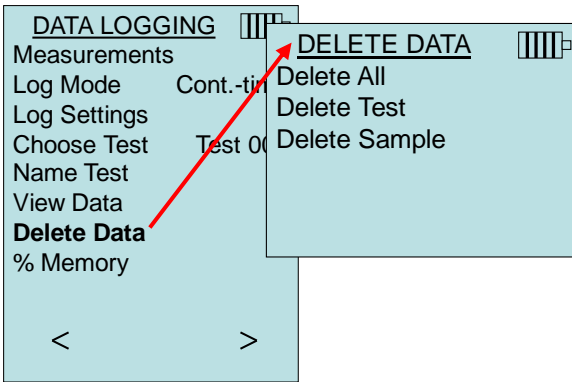 DATA LOGGING
Measurements
Log Mode Cont.-tim
Log Settings
Choose Test Test 00
Name Test
View Data
Delete Data
% Memory
< >
DELETE DATA
Delete All
Delete Test
Delete Sample